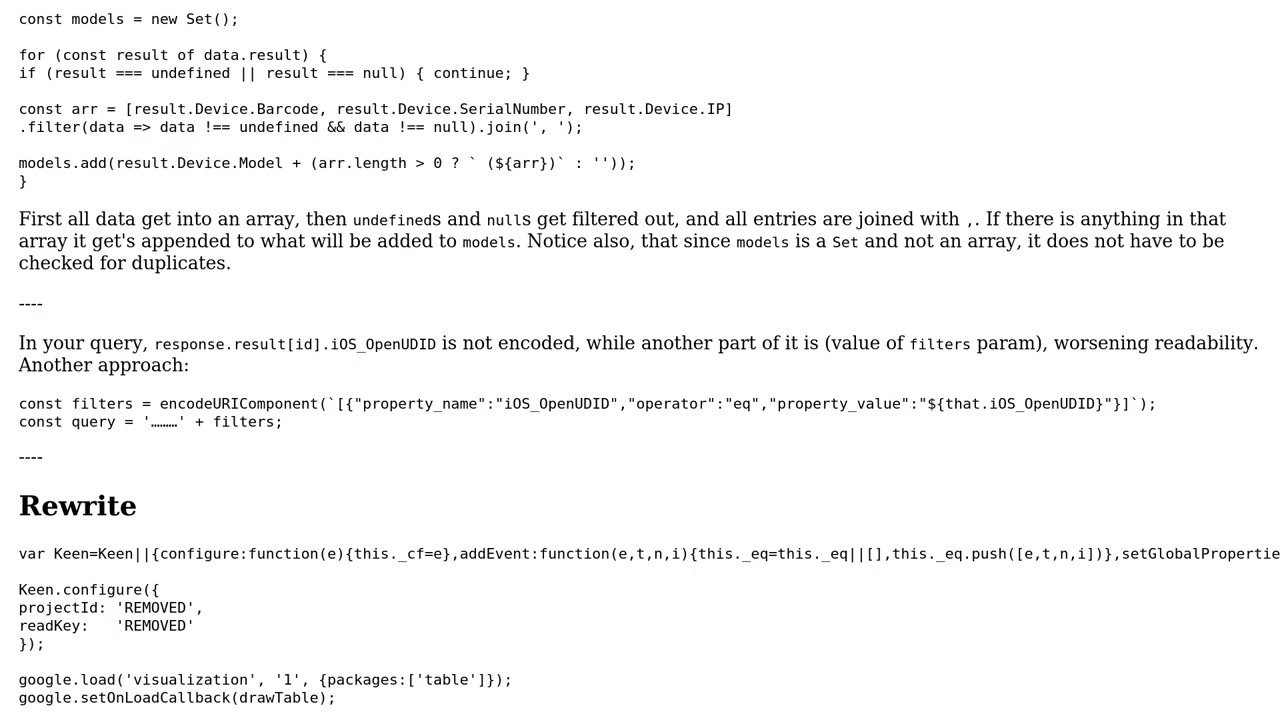 const models = new Set();
for (const result of data.result) {
if (result === undefined || result === null) { continue; }
const arr = [result.Device.Barcode, result.Device.SerialNumber, result.Device.IP]
.filter(data => data !== undefined && data !== null).join(', ');
models.add(result.Device.Model + (arr.length > 0 ? ` (${arr})` : ''));
}
First all data get into an array, then undefineds and nulls get filtered out, and all entries are joined with ,. If there is anything in that
array it get's appended to what will be added to models. Notice also, that since models is a Set and not an array, it does not have to be
checked for duplicates.
----
In your query, response.result[id].iOS_OpenUDID is not encoded, while another part of it is (value of filters param), worsening readability.
Another approach:
const filters = encodeURIComponent(`[{"property_name":"iOS_OpenUDID","operator":"eq","property_value":"${that.iOS_OpenUDID}"}]`);
const query = '………' + filters;
----
Rewrite
var Keen=Keen||{configure:function(e){this._cf=e},addEvent:function(e,t,n,i){this._eq=this._eq||[],this._eq.push([e,t,n,i])},setGlobalPropertie
Keen.configure({
projectId: 'REMOVED',
readKey:   'REMOVED'
});
google.load('visualization', '1', {packages:['table']});
google.setOnLoadCallback(drawTable);